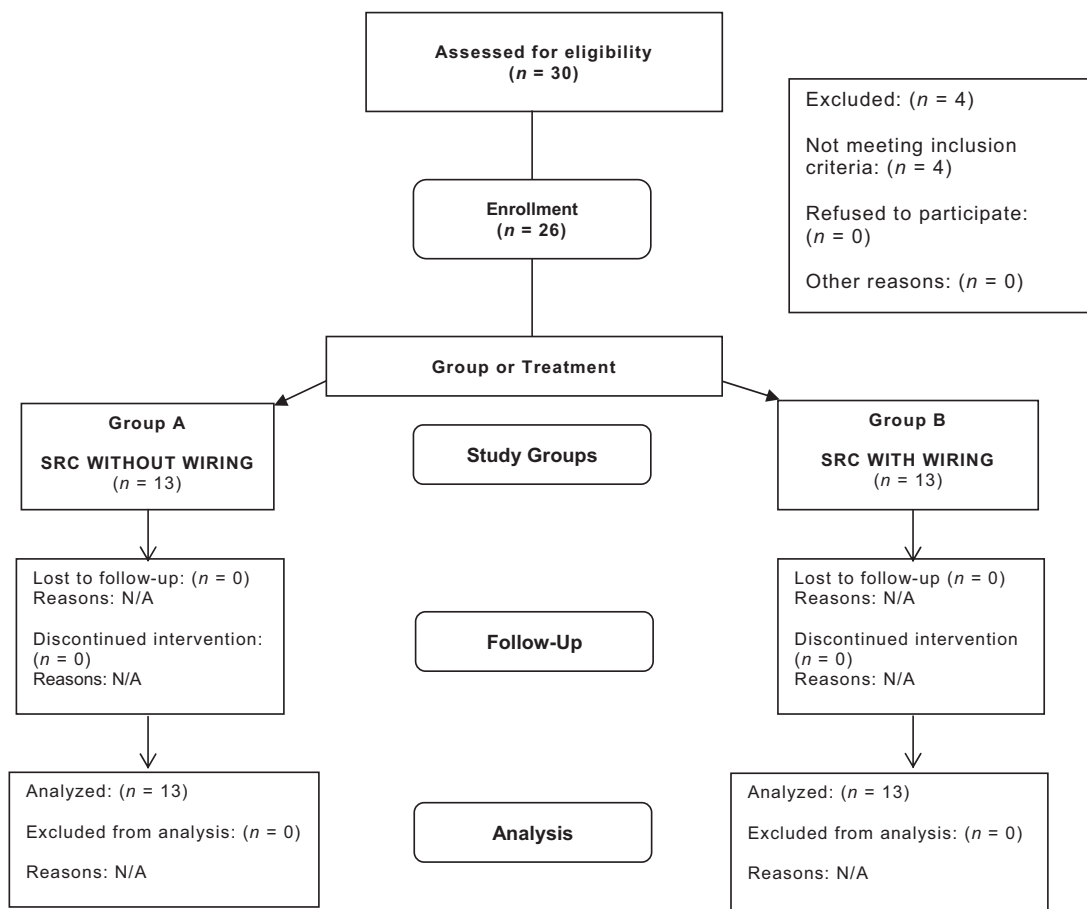 Assessed for eligibility
(n = 30)
Excluded: (n = 4)
Not meeting inclusion
criteria: (n = 4)
Refused to participate:
(n = 0)
Other reasons: (n = 0)
Enrollment
(n = 26)
Group or Treatment
Group A
SRC WITHOUT WIRING
(n = 13)
Study Groups
Group B
SRC WITH WIRING
(n = 13)
Lost to follow-up: (n = 0)
Reasons: N/A
Discontinued intervention:
(n = 0)
Reasons: N/A
Follow-Up
Lost to follow-up (n = 0)
Reasons: N/A
Discontinued intervention
(n = 0)
Reasons: N/A
Analyzed: (n = 13)
Excluded from analysis: (n = 0)
Reasons: N/A
Analysis
Analyzed: (n = 13)
Excluded from analysis: (n = 0)
Reasons: N/A